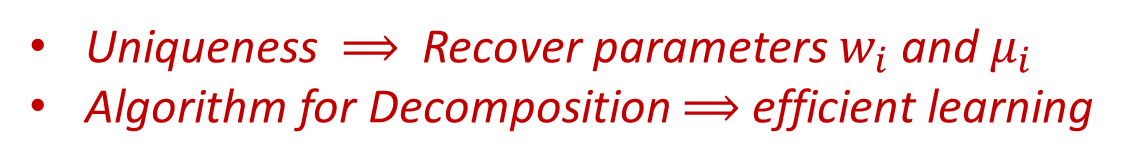 • Uniqueness ⟹ Recover parameters 𝑤ᵢ and 𝜇ᵢ
• Algorithm for Decomposition ⟹ efficient learning